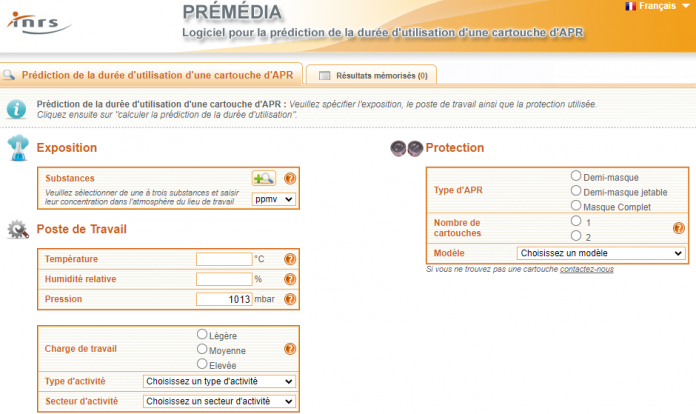 inrs
PRÉMÉDIA
Logiciel pour la prédiction de la durée d'utilisation d'une cartouche d'APR
Français
Prédiction de la durée d'utilisation d'une cartouche d'APR
Résultats mémorisés (0)
Prédiction de la durée d'utilisation d'une cartouche d'APR : Veuillez spécifier l'exposition, le poste de travail ainsi que la protection utilisée.
Cliquez ensuite sur "calculer la prédiction de la durée d'utilisation".
Exposition
Substances
Veuillez sélectionner de une à trois substances et saisir
leur concentration dans l'atmosphère du lieu de travail
ppmv
Poste de Travail
Température °C
Humidité relative %
Pression 1013 mbar
Charge de travail
Légère
Moyenne
Elevée
Type d'activité Choisissez un type d'activité
Secteur d'activité Choisissez un secteur d'activité
Protection
Type d'APR
Demi-masque
Demi-masque jetable
Masque Complet
Nombre de
cartouches
1
2
Modèle Choisissez un modèle
Si vous ne trouvez pas une cartouche contactez-nous